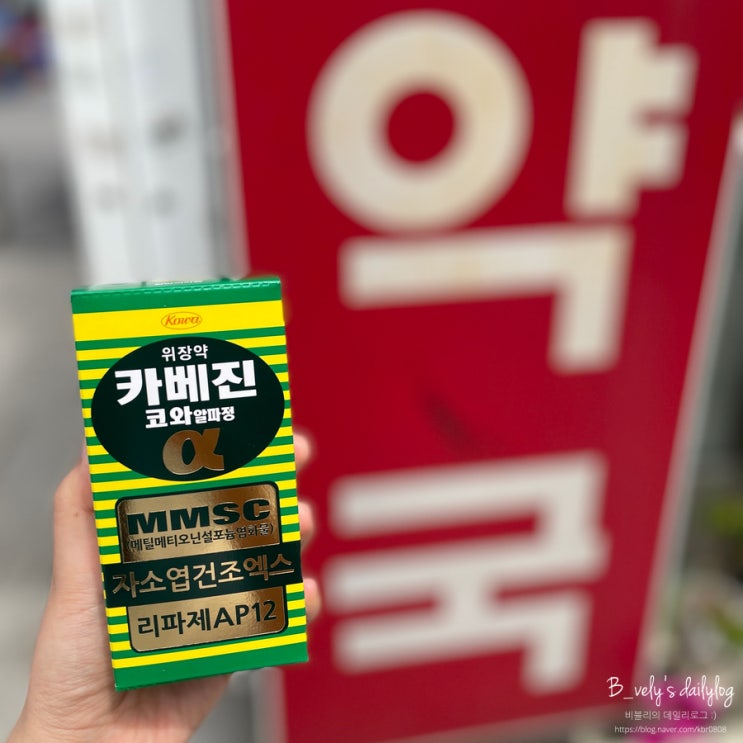 약
국
Kowa
위장약
카베진
코와알파정
α
MMSC
(메틸메티오닌설포늄염화물)
자소엽건조엑스
리파제AP12
B_vely's dailylog
비블리의 데일리로그 :)
https://blog.naver.com/kbr0808